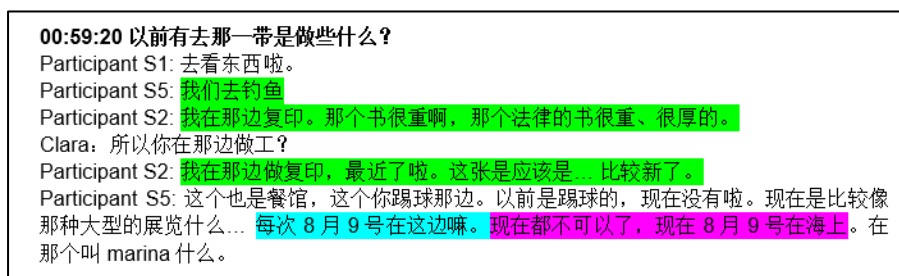 00:59:20 以前有去那一带是做些什么？
Participant S1: 去看东西啦。
Participant S5: 我们去钓鱼
Participant S2: 我在那边复印。那个书很重啊，那个法律的书很重、很厚的。
Clara：所以你在那边做工？
Participant S2: 我在那边做复印，最近了啦。这张是应该是... 比较新了。
Participant S5: 这个也是餐馆，这个你踢球那边。以前是踢球的，现在没有啦。现在是比较像
那种大型的展览什么... 每次 8 月 9 号在这边嘛。现在都不可以了，现在 8 月 9 号在海上。在
那个叫 marina 什么。